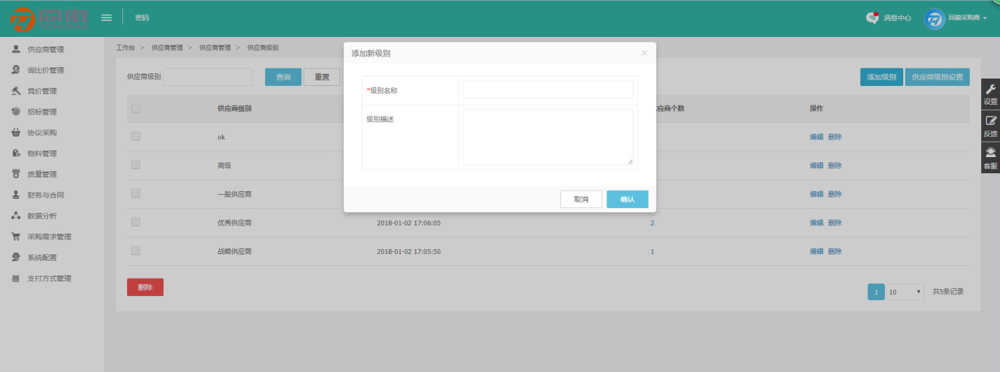 同徽
TONGHUI
密码
消息中心
同徽采购商
供应商管理
询比价管理
竞价管理
招标管理
协议采购
物料管理
质量管理
财务与合同
数据分析
采购需求管理
系统配置
支付方式管理
工作台 > 供应商管理 > 供应商管理 > 供应商级别
供应商级别
查询
重置
添加级别
供应商级别设置
供应商级别
应商个数
操作
ok
编辑 删除
高级
编辑 删除
一般供应商
编辑 删除
优秀供应商
2018-01-02 17:06:05
2
编辑 删除
战略供应商
2018-01-02 17:05:50
1
编辑 删除
删除
1
10
共5条记录
添加新级别
×
*级别名称
级别描述
取消
确认
设置
反馈
客服